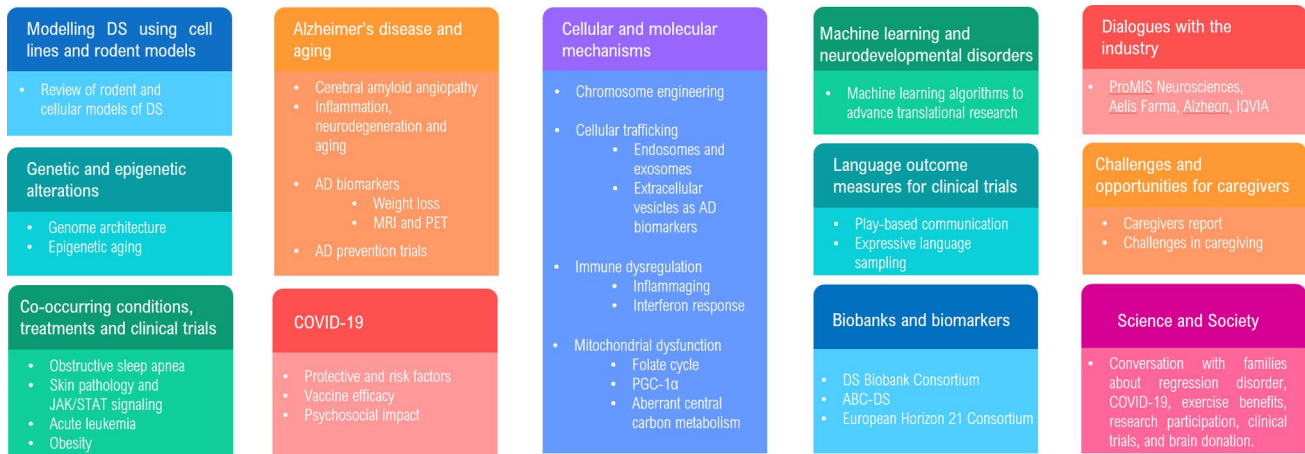 Modelling DS using cell
lines and rodent models
• Review of rodent and
cellular models of DS
Genetic and epigenetic
alterations
• Genome architecture
• Epigenetic aging
Co-occurring conditions,
treatments and clinical trials
• Obstructive sleep apnea
• Skin pathology and
JAK/STAT signaling
• Acute leukemia
• Obesity
Alzheimer's disease and
aging
• Cerebral amyloid angiopathy
• Inflammation,
neurodegeneration and
aging
• AD biomarkers
• Weight loss
• MRI and PET
• AD prevention trials
COVID-19
• Protective and risk factors
• Vaccine efficacy
• Psychosocial impact
Cellular and molecular
mechanisms
• Chromosome engineering
• Cellular trafficking
• Endosomes and
exosomes
• Extracellular
vesicles as AD
biomarkers
• Immune dysregulation
• Inflammaging
• Interferon response
• Mitochondrial dysfunction
• Folate cycle
• PGC-1α
• Aberrant central
carbon metabolism
Machine learning and
neurodevelopmental disorders
• Machine learning algorithms to
advance translational research
Language outcome
measures for clinical trials
• Play-based communication
• Expressive language
sampling
Biobanks and biomarkers
• DS Biobank Consortium
• ABC-DS
• European Horizon 21 Consortium
Dialogues with the
industry
• ProMIS Neurosciences,
Aelis Farma, Alzheon, IQVIA
Challenges and
opportunities for caregivers
• Caregivers report
• Challenges in caregiving
Science and Society
• Conversation with families
about regression disorder,
COVID-19, exercise benefits,
research participation, clinical
trials, and brain donation.